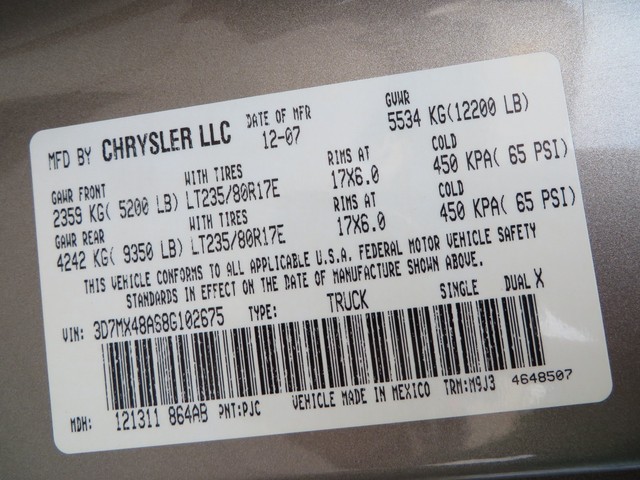 MFD BY CHRYSLER LLC DATE OF MFR 12-07 GVWR 5534 KG(12200 LB)
GAWR FRONT WITH TIRES RIMS AT COLD
2359 KG( 5200 LB) LT235/80R17E 17X6.0 450 KPA( 65 PSI)
GAWR REAR WITH TIRES RIMS AT COLD
4242 KG( 9350 LB) LT235/80R17E 17X6.0 450 KPA( 65 PSI)
THIS VEHICLE CONFORMS TO ALL APPLICABLE U.S.A. FEDERAL MOTOR VEHICLE SAFETY
STANDARDS IN EFFECT ON THE DATE OF MANUFACTURE SHOWN ABOVE.
VIN: 3D7MX48AS8G102675 TYPE: TRUCK SINGLE DUAL X
MDH: 121311 864AB PNT:PJC VEHICLE MADE IN MEXICO TRM:M9J3 4648507